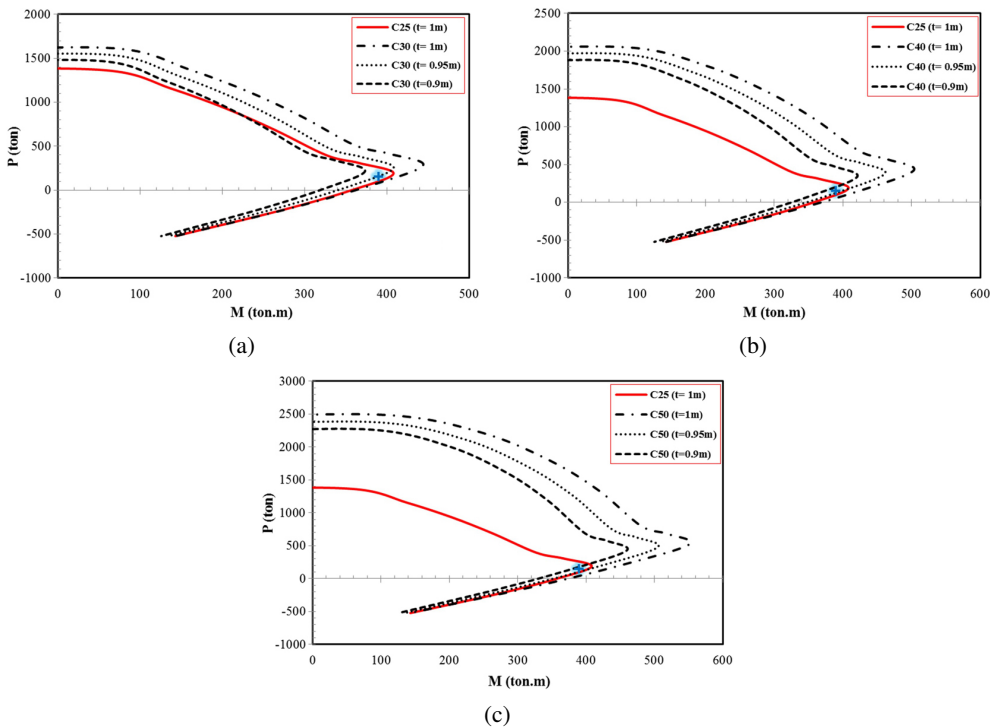 C25 (t= 1m)
C30 (t= 1m)
C30 (t= 0.95m)
C30 (t=0.9m)
2000
1500
1000
500
0
-500
-1000
P (ton)
0 100 200 300 400 500
M (ton.m)
(a)
C25 (t= 1m)
C40 (t= 1m)
C40 (t= 0.95m)
C40 (t=0.9m)
2500
2000
1500
1000
500
0
-500
-1000
P (ton)
0 100 200 300 400 500 600
M (ton.m)
(b)
C25 (t= 1m)
C50 (t=1m)
C50 (t=0.95m)
C50 (t=0.9m)
3000
2500
2000
1500
1000
500
0
-500
-1000
P (ton)
0 100 200 300 400 500 600
M (ton.m)
(c)